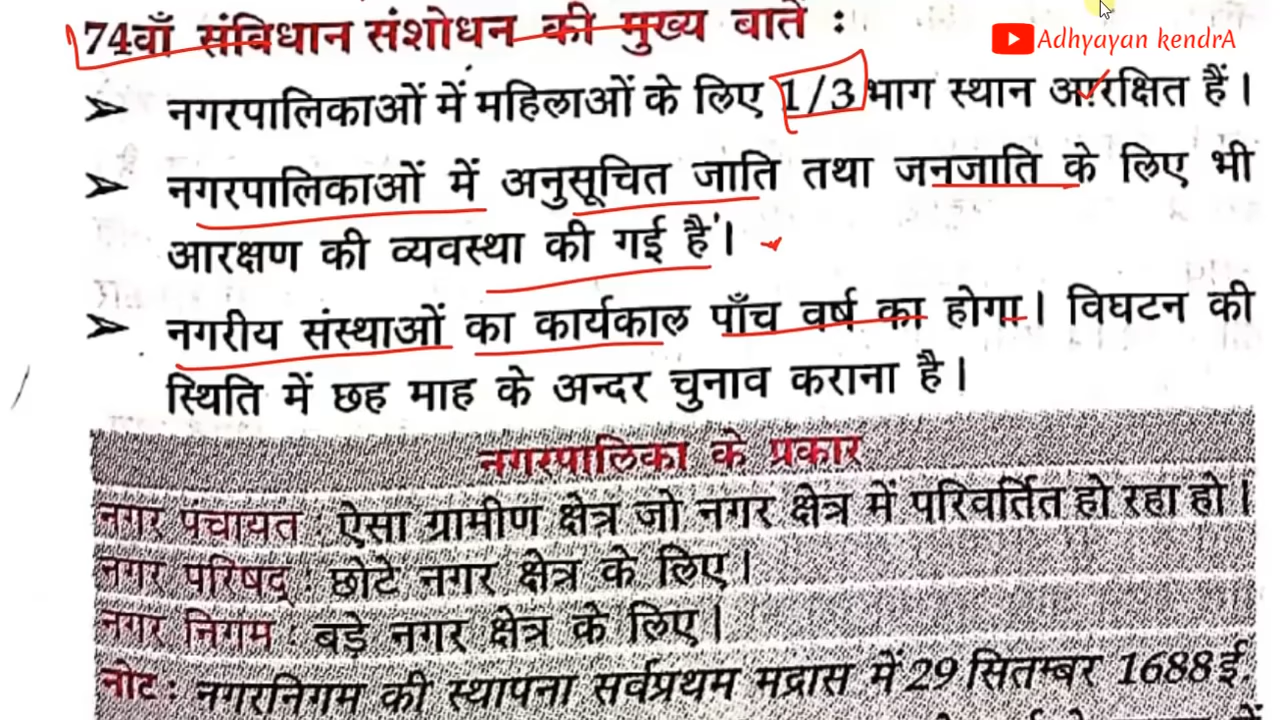 74वाँ संविधान संशोधन की मुख्य बातें :
Adhyayan kendrA
➢ नगरपालिकाओं में महिलाओं के लिए 1/3 भाग स्थान आरक्षित हैं।
➢ नगरपालिकाओं में अनुसूचित जाति तथा जनजाति के लिए भी
आरक्षण की व्यवस्था की गई है।
➢ नगरीय संस्थाओं का कार्यकाल पाँच वर्ष का होगा। विघटन की
स्थिति में छह माह के अन्दर चुनाव कराना है।
नगरपालिका के प्रकार
नगर पंचायत : ऐसा ग्रामीण क्षेत्र जो नगर क्षेत्र में परिवर्तित हो रहा हो।
नगर परिषद् : छोटे नगर क्षेत्र के लिए।
नगर निगम : बड़े नगर क्षेत्र के लिए।
नोट : नगरनिगम की स्थापना सर्वप्रथम मद्रास में 29 सितम्बर 1688 ई.